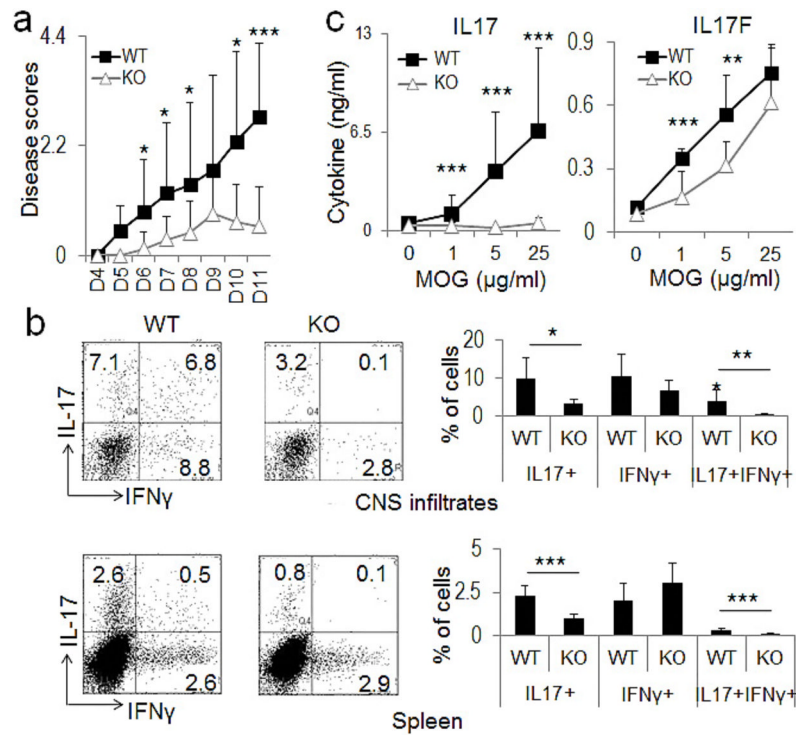 a
4.4
2.2
0
Disease scores
WT
KO
* * * * ***
D4 D5 D6 D7 D8 D9 D10 D11
c
IL17
13
6.5
0
Cytokine (ng/ml)
WT
KO
*** *** ***
0 1 5 25
MOG (µg/ml)
IL17F
0.9
0.6
0.3
0
WT
KO
*** **
0 1 5 25
MOG (µg/ml)
b
WT KO
IL-17
7.1 6.8
Q4
8.8
IFNγ
3.2 0.1
Q4
2.8
CNS infiltrates
% of cells
20
10
0
* * **
WT KO WT KO WT KO
IL17+ IFNγ+ IL17+IFNγ+
IL-17
2.6 0.5
2.6
IFNγ
0.8 0.1
Q4
2.9
Spleen
% of cells
5
2.5
0
*** ***
WT KO WT KO WT KO
IL17+ IFNγ+ IL17+IFNγ+